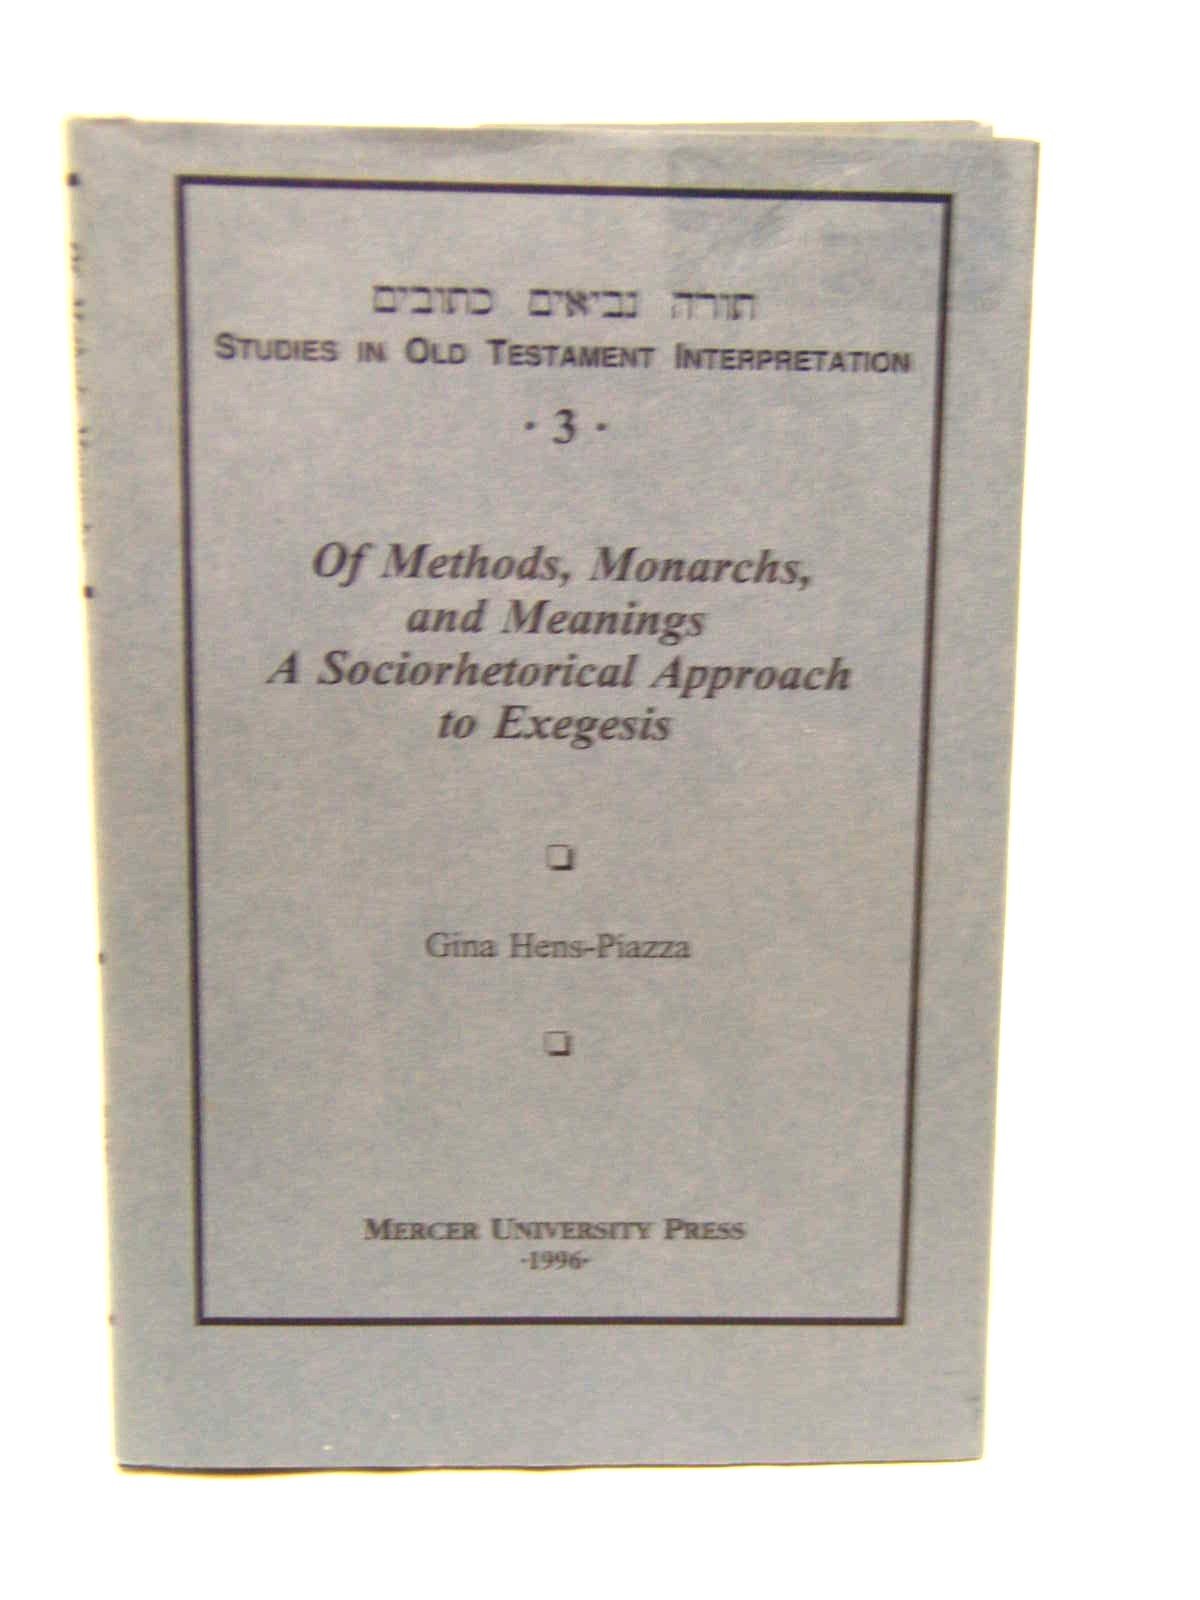 תורה נביאים כתובים
STUDIES IN OLD TESTAMENT INTERPRETATION
· 3 ·
Of Methods, Monarchs,
and Meanings
A Sociorhetorical Approach
to Exegesis
Gina Hens-Piazza
MERCER UNIVERSITY PRESS
·1996·